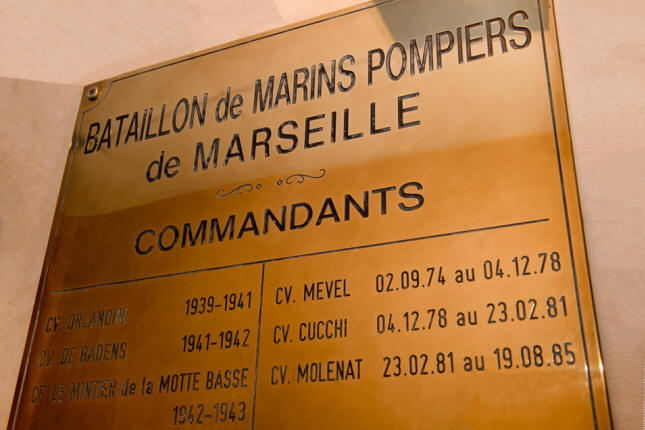 BATAILLON de MARINS POMPIERS
de MARSEILLE
COMMANDANTS
CV. ORLANDINI 1939-1941
CV. DE BADENS 1941-1942
CF. LE MINTIER de la MOTTE BASSE
1942-1943
CV. MEVEL 02.09.74 au 04.12.78
CV. CUCCHI 04.12.78 au 23.02.81
CV. MOLENAT 23.02.81 au 19.08.85